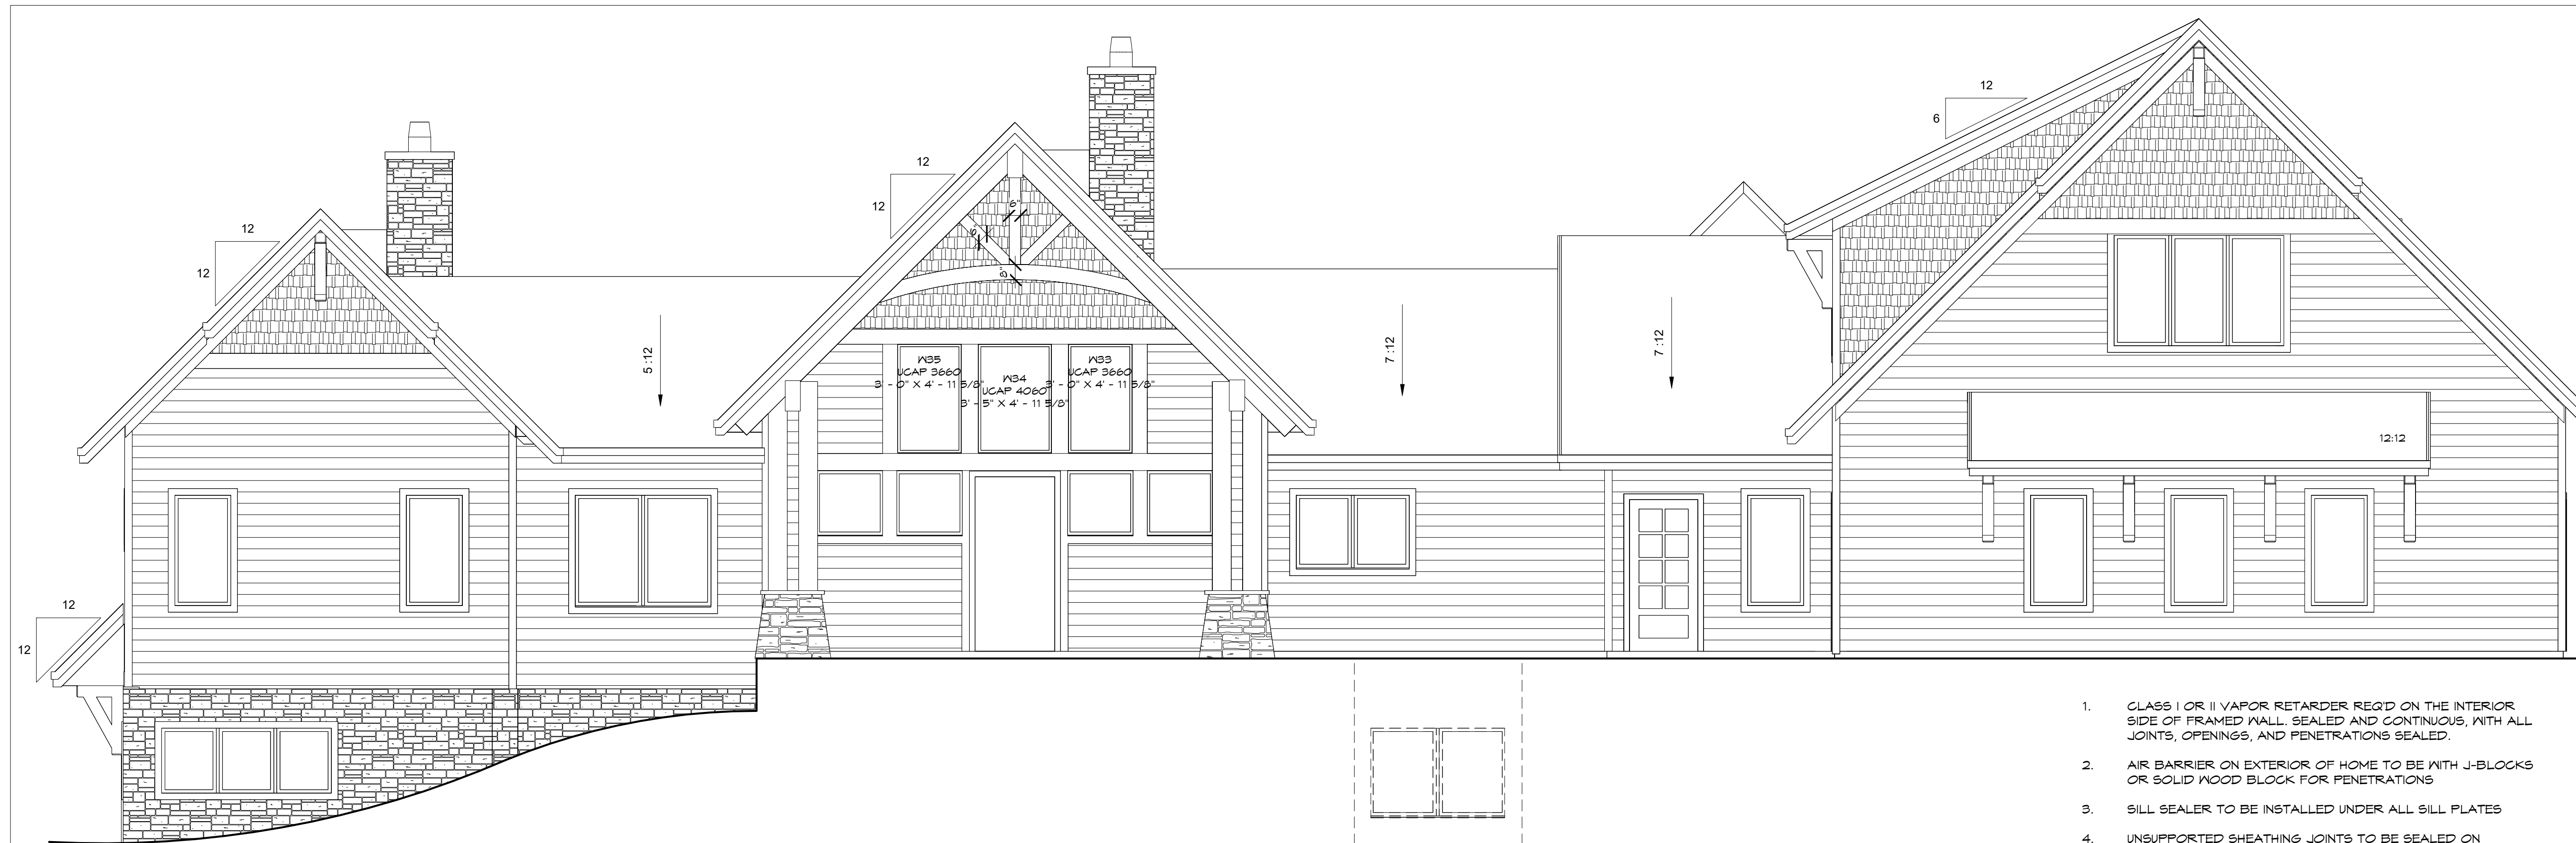 12
6
12
12
12
12
6"
6"
8"
5 :12
7 :12
7 :12
W35
UCAP 3660
3' - 0" X 4' - 11 5/8"
W34
UCAP 4060
3' - 5" X 4' - 11 5/8"
W33
UCAP 3660
3' - 0" X 4' - 11 5/8"
12:12
12
12
1. CLASS I OR II VAPOR RETARDER REQ'D ON THE INTERIOR
SIDE OF FRAMED WALL. SEALED AND CONTINUOUS, WITH ALL
JOINTS, OPENINGS, AND PENETRATIONS SEALED.
2. AIR BARRIER ON EXTERIOR OF HOME TO BE WITH J-BLOCKS
OR SOLID WOOD BLOCK FOR PENETRATIONS
3. SILL SEALER TO BE INSTALLED UNDER ALL SILL PLATES
4. UNSUPPORTED SHEATHING JOINTS TO BE SEALED ON